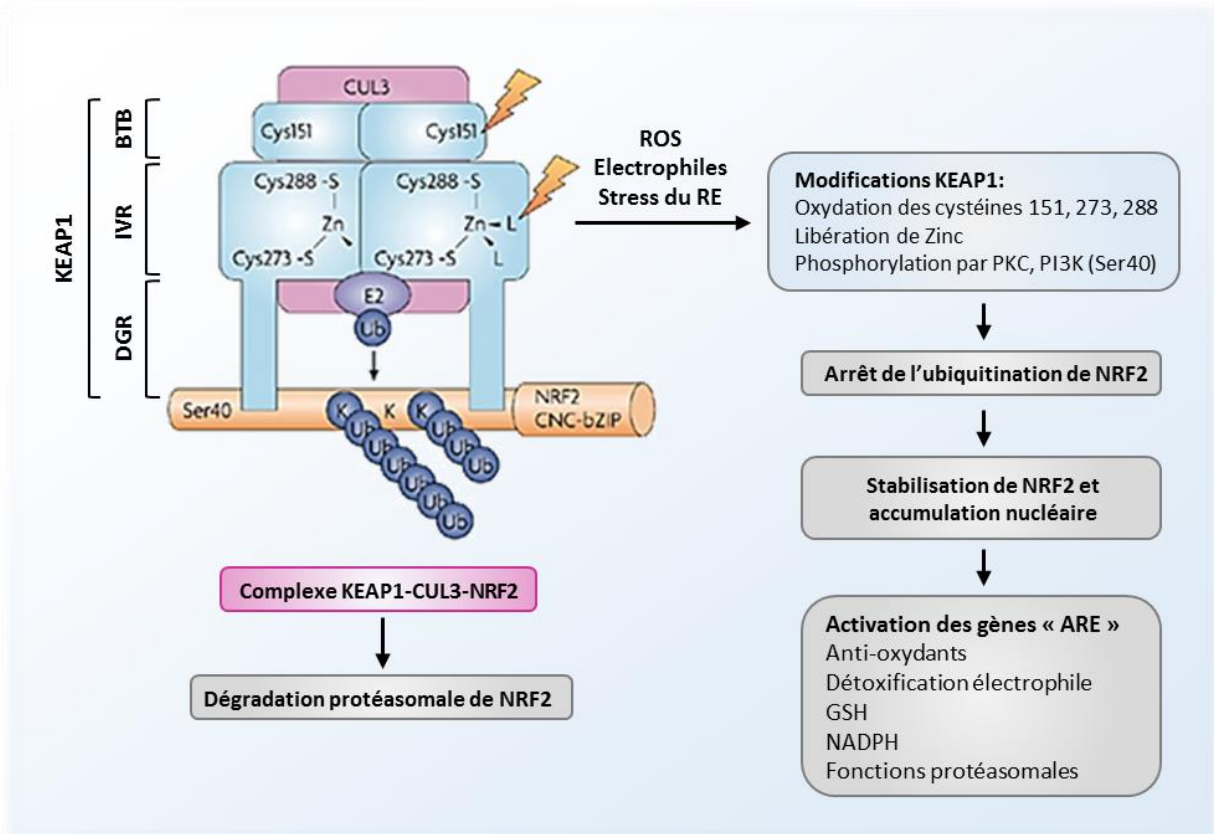 KEAP1
BTB
IVR
DGR
CUL3
Cys151
Cys151
Cys288 -S
Cys288 -S
Zn
Zn
L
Cys273 -S
Cys273 -S
L
E2
Ub
Ser40
K
K
K
NRF2
CNC-bZIP
Ub
Ub
Ub
Ub
Ub
Ub
Ub
Ub
Ub
Ub
Complexe KEAP1-CUL3-NRF2
Dégradation protéasomale de NRF2
ROS
Electrophiles
Stress du RE
Modifications KEAP1:
Oxydation des cystéines 151, 273, 288
Libération de Zinc
Phosphorylation par PKC, PI3K (Ser40)
Arrêt de l’ubiquitination de NRF2
Stabilisation de NRF2 et
accumulation nucléaire
Activation des gènes « ARE »
Anti-oxydants
Détoxification électrophile
GSH
NADPH
Fonctions protéasomales